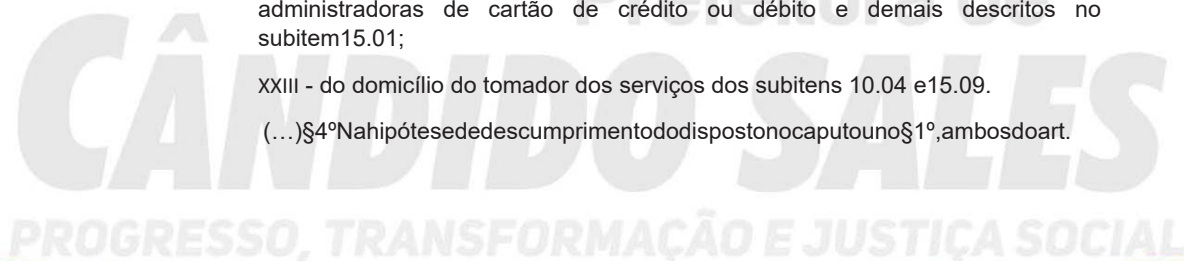 administradoras de cartão de crédito ou débito e demais descritos no
subitem15.01;
XXIII - do domicílio do tomador dos serviços dos subitens 10.04 e15.09.
(…)§4ºNahipótesededescumprimentododispostonocaputouno§1º,ambosdoart.
CÂNDIDO SALES
PROGRESSO, TRANSFORMAÇÃO E JUSTIÇA SOCIAL